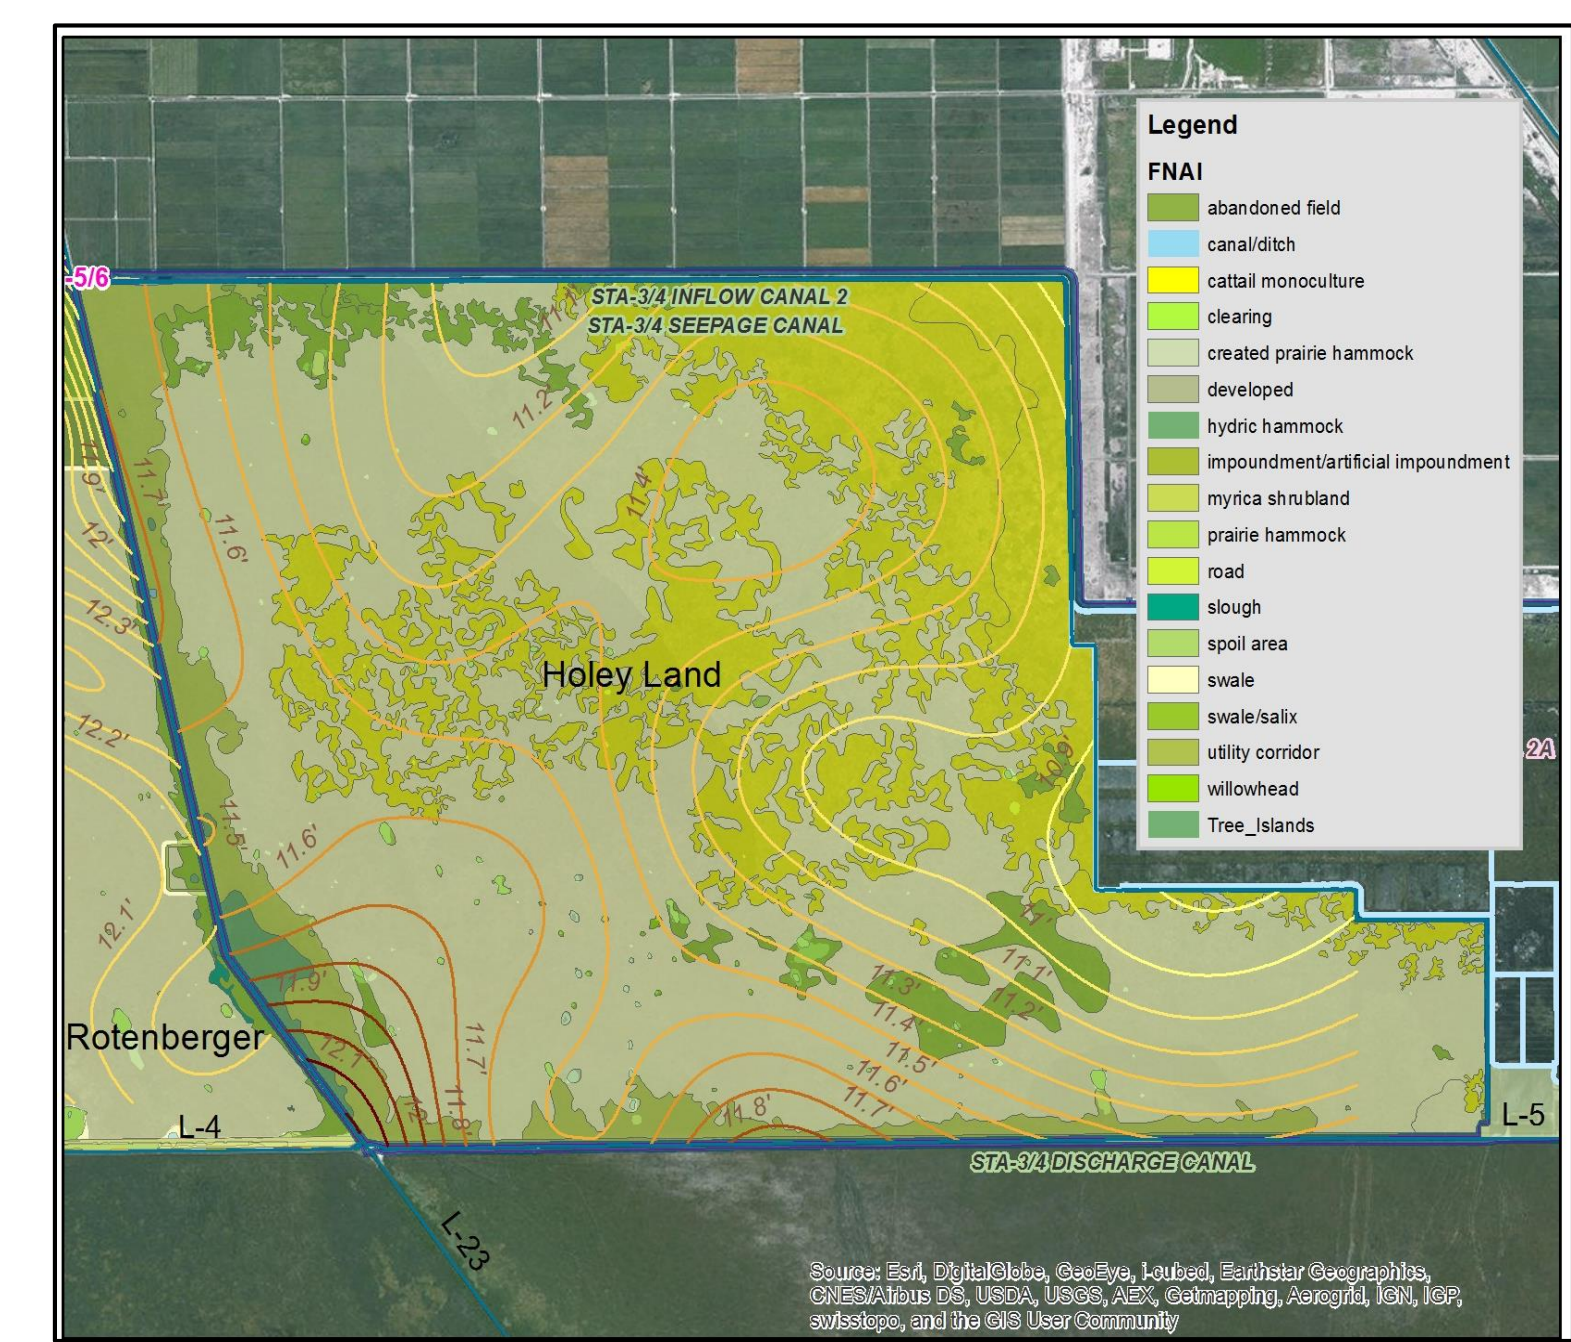 Legend
FNAI
abandoned field
canal/ditch
cattail monoculture
clearing
created prairie hammock
developed
hydric hammock
impoundment/artificial impoundment
myrica shrubland
prairie hammock
road
slough
spoil area
swale
swale/salix
utility corridor
willowhead
Tree_Islands
-5/6
STA-3/4 INFLOW CANAL 2
STA-3/4 SEEPAGE CANAL
11.1'
11.2'
11.4'
11.9'
11.7'
11.6'
12'
12.3'
Holey Land
12.2'
2A
10.9'
11.5'
11.6'
12.1'
11'
11.1'
11.9'
11.3'
11.2'
11.4'
Rotenberger
12.1'
11.7'
11.5'
11.6'
11.7'
12'
11.8'
11.8'
L-4
L-5
STA-3/4 DISCHARGE CANAL
L-23
Source: Esri, DigitalGlobe, GeoEye, i-cubed, Earthstar Geographics,
CNES/Airbus DS, USDA, USGS, AEX, Getmapping, Aerogrid, IGN, IGP,
swisstopo, and the GIS User Community